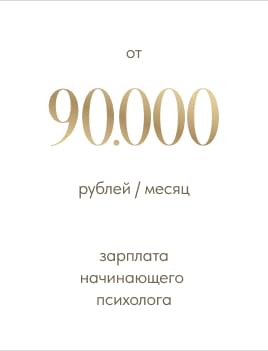 от
90.000
рублей / месяц
зарплата
начинающего
психолога